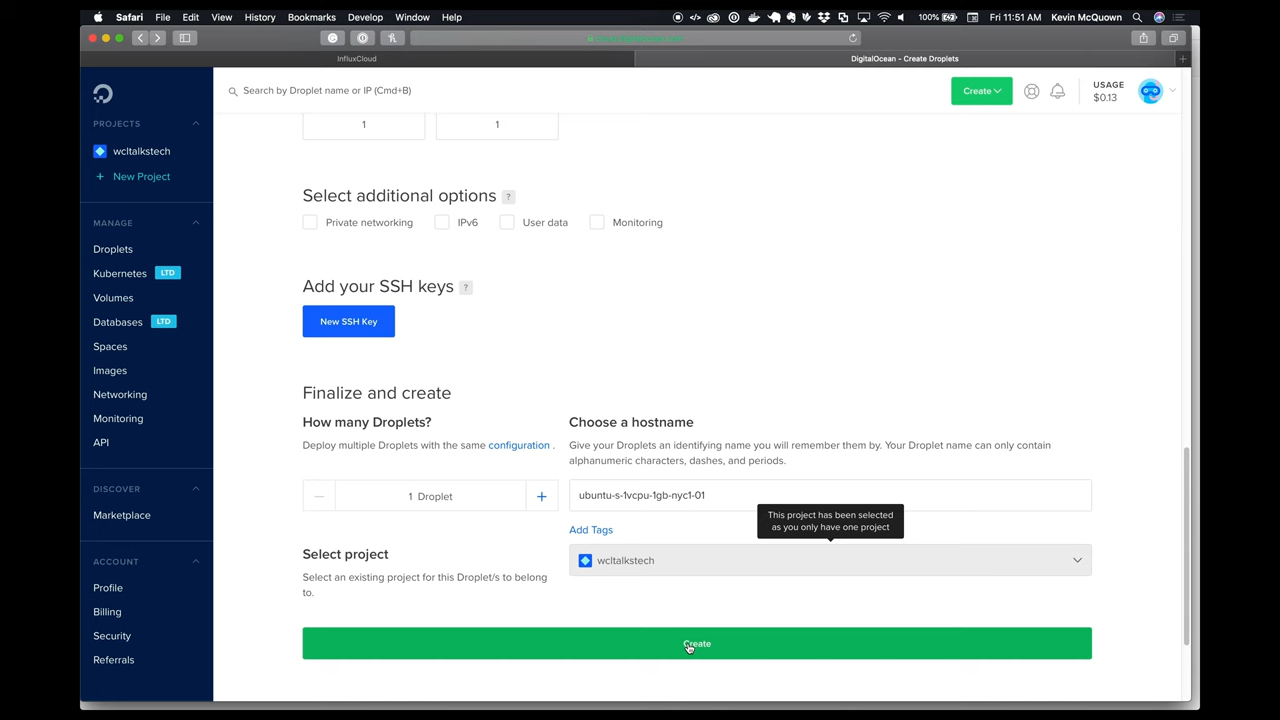 Safari File Edit View History Bookmarks Develop Window Help
100% Fri 11:51 AM Kevin McQuown
InfluxCloud
DigitalOcean - Create Droplets
Search by Droplet name or IP (Cmd+B)
Create
USAGE
$0.13
PROJECTS
wcltalkstech
+ New Project
MANAGE
Droplets
Kubernetes LTD
Volumes
Databases LTD
Spaces
Images
Networking
Monitoring
API
DISCOVER
Marketplace
ACCOUNT
Profile
Billing
Security
Referrals
1
1
Select additional options ?
Private networking
IPv6
User data
Monitoring
Add your SSH keys ?
New SSH Key
Finalize and create
How many Droplets?
Deploy multiple Droplets with the same configuration .
1 Droplet
Choose a hostname
Give your Droplets an identifying name you will remember them by. Your Droplet name can only contain
alphanumeric characters, dashes, and periods.
ubuntu-s-1vcpu-1gb-nyc1-01
Add Tags
This project has been selected
as you only have one project
Select project
Select an existing project for this Droplet/s to belong
to.
wcltalkstech
Create